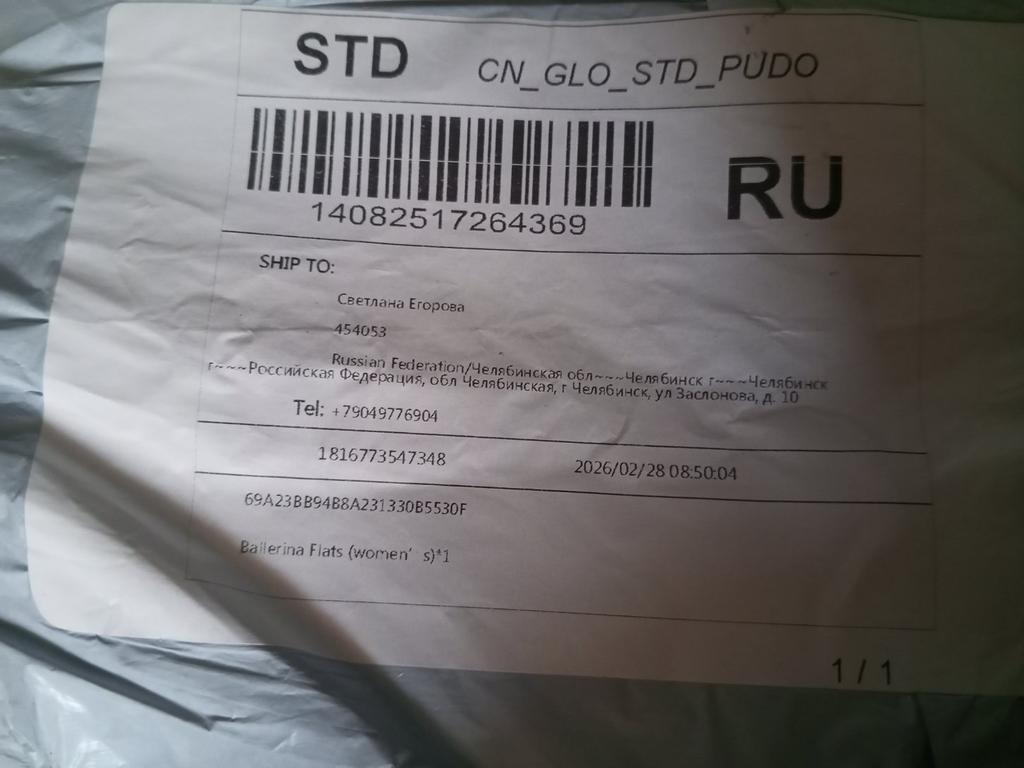 STD CN_GLO_STD_PUDO
14082517264369 RU
SHIP TO:
Светлана Егорова
454053
Russian Federation/Челябинская обл~~~Челябинск г~~~Челябинск
г~~~Российская Федерация, обл Челябинская, г Челябинск, ул Заслонова, д. 10
Tel: +79049776904
1816773547348 2026/02/28 08:50:04
69A23BB94B8A231330B5530F
Ballerina Flats (women's)*1
1 / 1